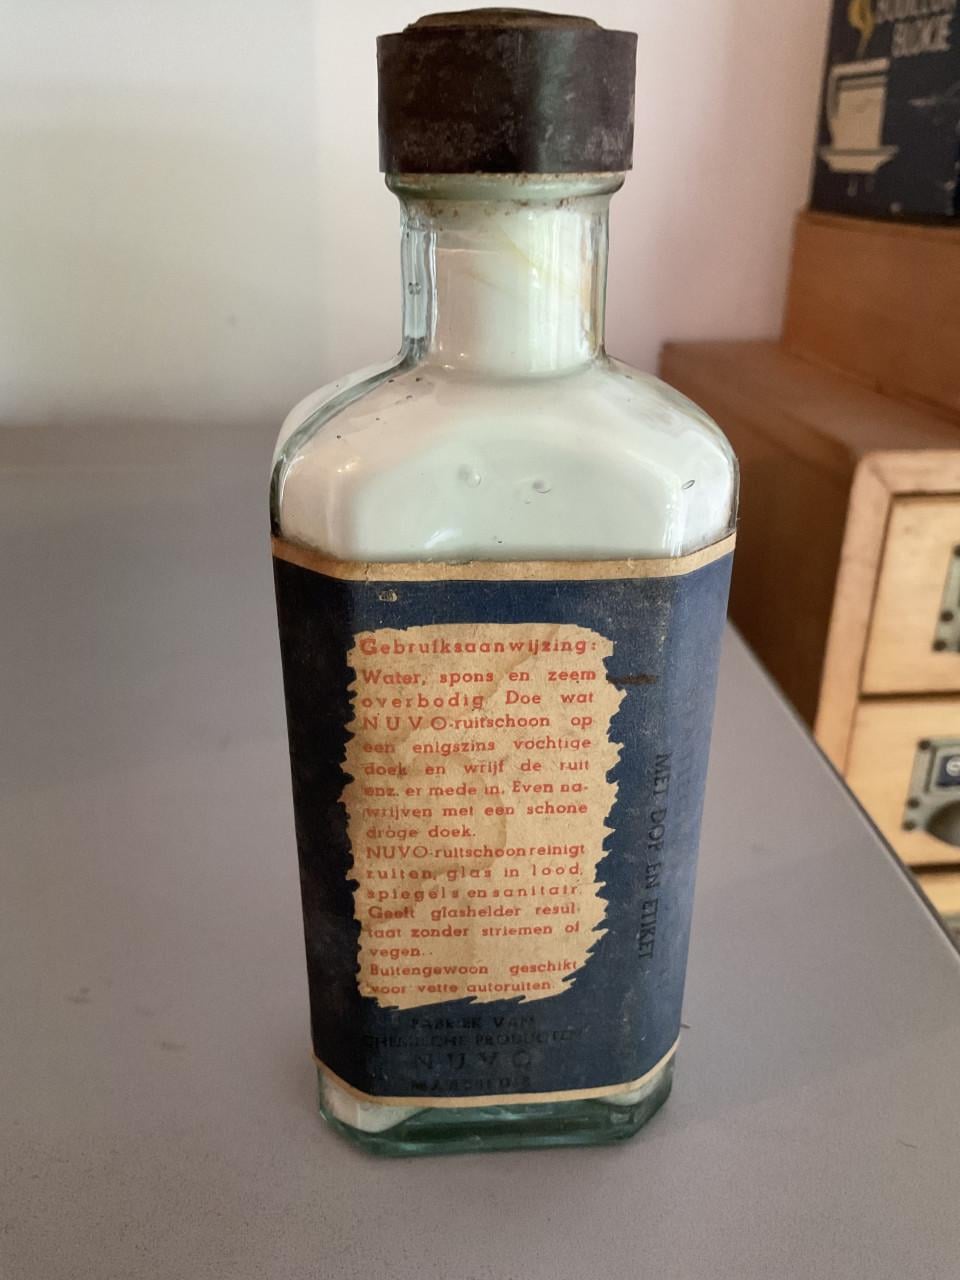 BLOKJE
Gebruiksaanwijzing:
Water, spons en zeem
overbodig Doe wat
NUVO-ruitschoon op
een enigszins vochtige
doek en wrijf de ruit
enz. er mede in. Even na-
wrijven met een schone
droge doek.
NUVO-ruitschoon reinigt
ruiten, glas in lood,
spiegels en sanitair.
Geeft glashelder resul-
taat zonder striemen of
vegen..
Buitengewoon geschikt
voor vette autoruiten.
FABRIEK VAN
CHEMISCHE PRODUCTEN
NUVO
MET DOP EN ETIKET